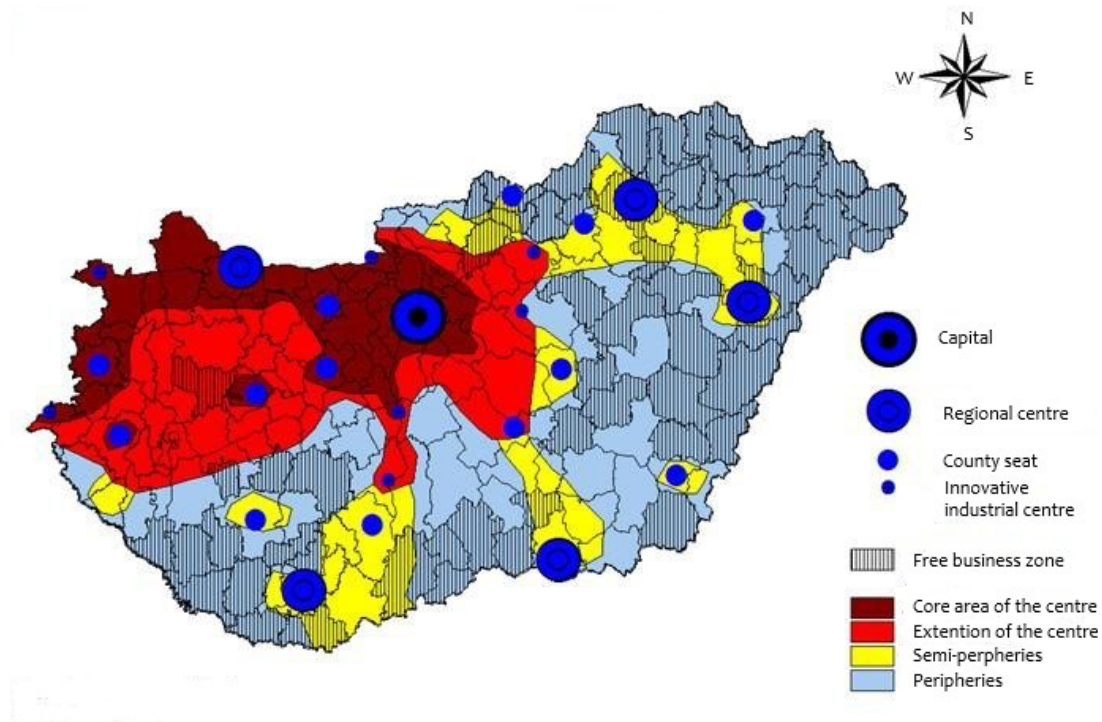 N
W
E
S
Capital
Regional centre
County seat
Innovative
industrial centre
Free business zone
Core area of the centre
Extention of the centre
Semi-perpheries
Peripheries